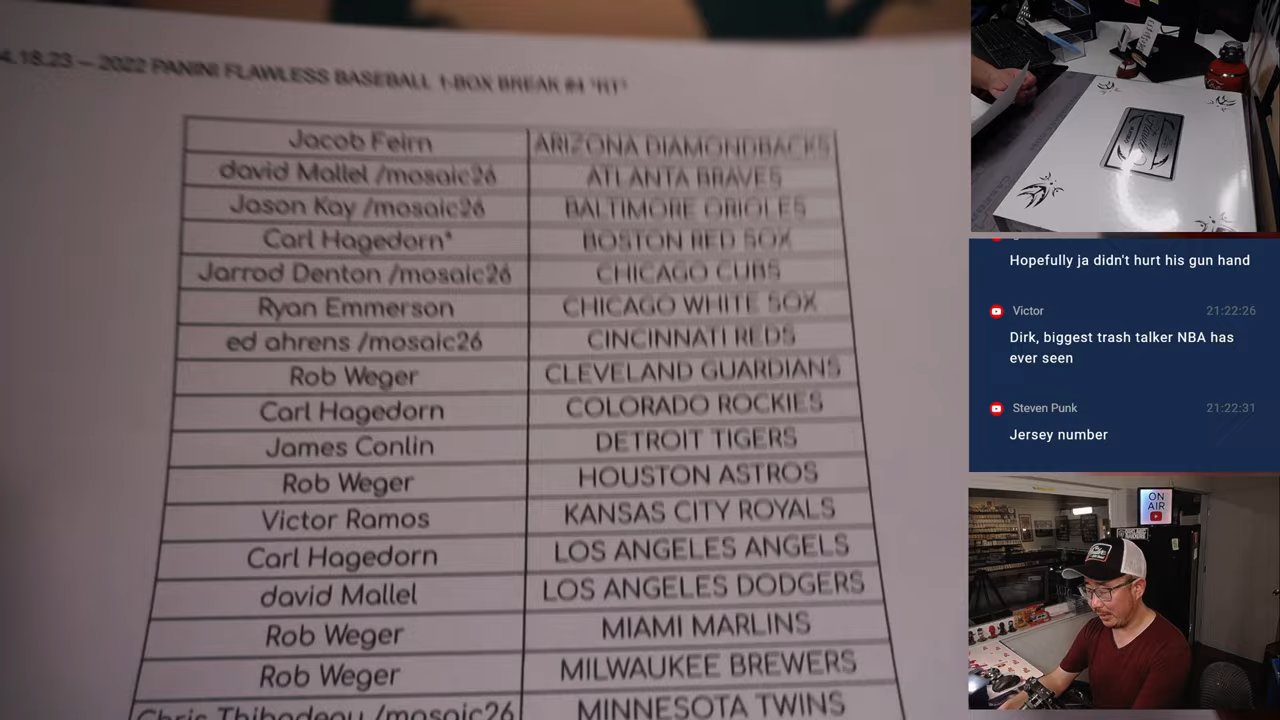 4.18.23 – 2022 PANINI FLAWLESS BASEBALL 1-BOX BREAK #4 "RT"
Jacob Feirn ARIZONA DIAMONDBACKS
david Mallel /mosaic26 ATLANTA BRAVES
Jason Kay /mosaic26 BALTIMORE ORIOLES
Carl Hagedorn* BOSTON RED SOX
Jarrod Denton /mosaic26 CHICAGO CUBS
Ryan Emmerson CHICAGO WHITE SOX
ed ahrens /mosaic26 CINCINNATI REDS
Rob Weger CLEVELAND GUARDIANS
Carl Hagedorn COLORADO ROCKIES
James Conlin DETROIT TIGERS
Rob Weger HOUSTON ASTROS
Victor Ramos KANSAS CITY ROYALS
Carl Hagedorn LOS ANGELES ANGELS
david Mallel LOS ANGELES DODGERS
Rob Weger MIAMI MARLINS
Rob Weger MILWAUKEE BREWERS
Chris Thibodeau /mosaic26 MINNESOTA TWINS
Hopefully ja didn't hurt his gun hand
Victor 21:22:26
Dirk, biggest trash talker NBA has
ever seen
Steven Punk 21:22:31
Jersey number
ON
AIR